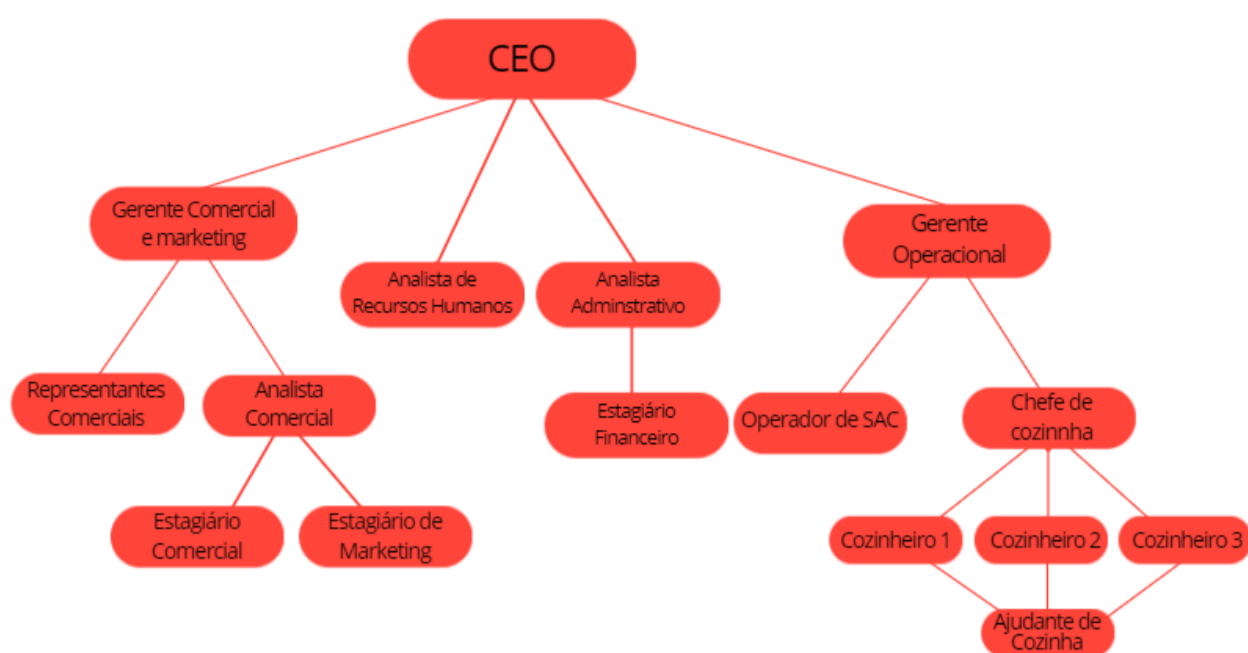 CEO
Gerente Comercial
e marketing
Gerente
Operacional
Analista de
Recursos Humanos
Analista
Adminstrativo
Representantes
Comerciais
Analista
Comercial
Estagiário
Financeiro
Operador de SAC
Chefe de
cozinnha
Estagiário
Comercial
Estagiário de
Marketing
Cozinheiro 1
Cozinheiro 2
Cozinheiro 3
Ajudante de
Cozinha